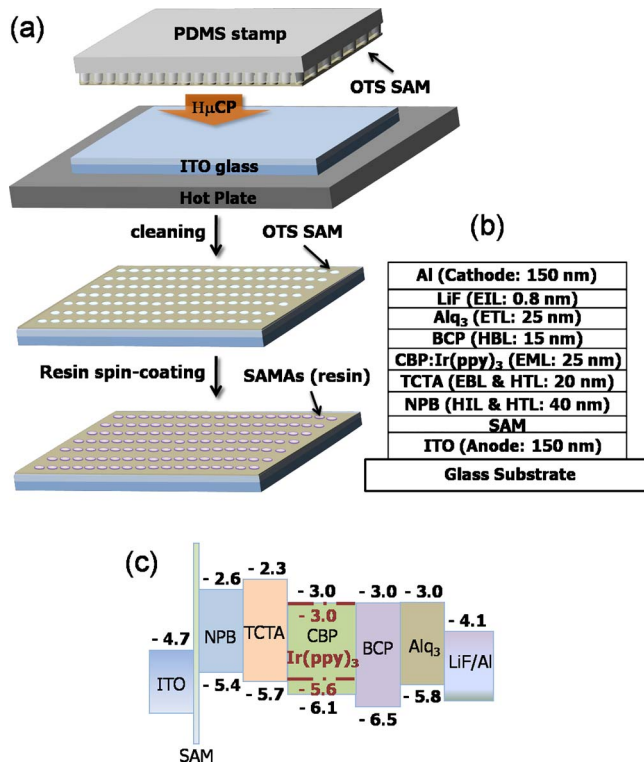 (a)
PDMS stamp
OTS SAM
HμCP
ITO glass
Hot Plate
cleaning
OTS SAM
Resin spin-coating
SAMAs (resin)
(b)
Al (Cathode: 150 nm)
LiF (EIL: 0.8 nm)
Alq₃ (ETL: 25 nm)
BCP (HBL: 15 nm)
CBP:Ir(ppy)₃ (EML: 25 nm)
TCTA (EBL & HTL: 20 nm)
NPB (HIL & HTL: 40 nm)
SAM
ITO (Anode: 150 nm)
Glass Substrate
(c)
- 4.7
ITO
SAM
- 2.6
NPB
- 5.4
- 2.3
TCTA
- 5.7
- 3.0
- 3.0
CBP
Ir(ppy)₃
- 5.6
- 6.1
- 3.0
BCP
- 6.5
- 3.0
Alq₃
- 5.8
- 4.1
LiF/Al